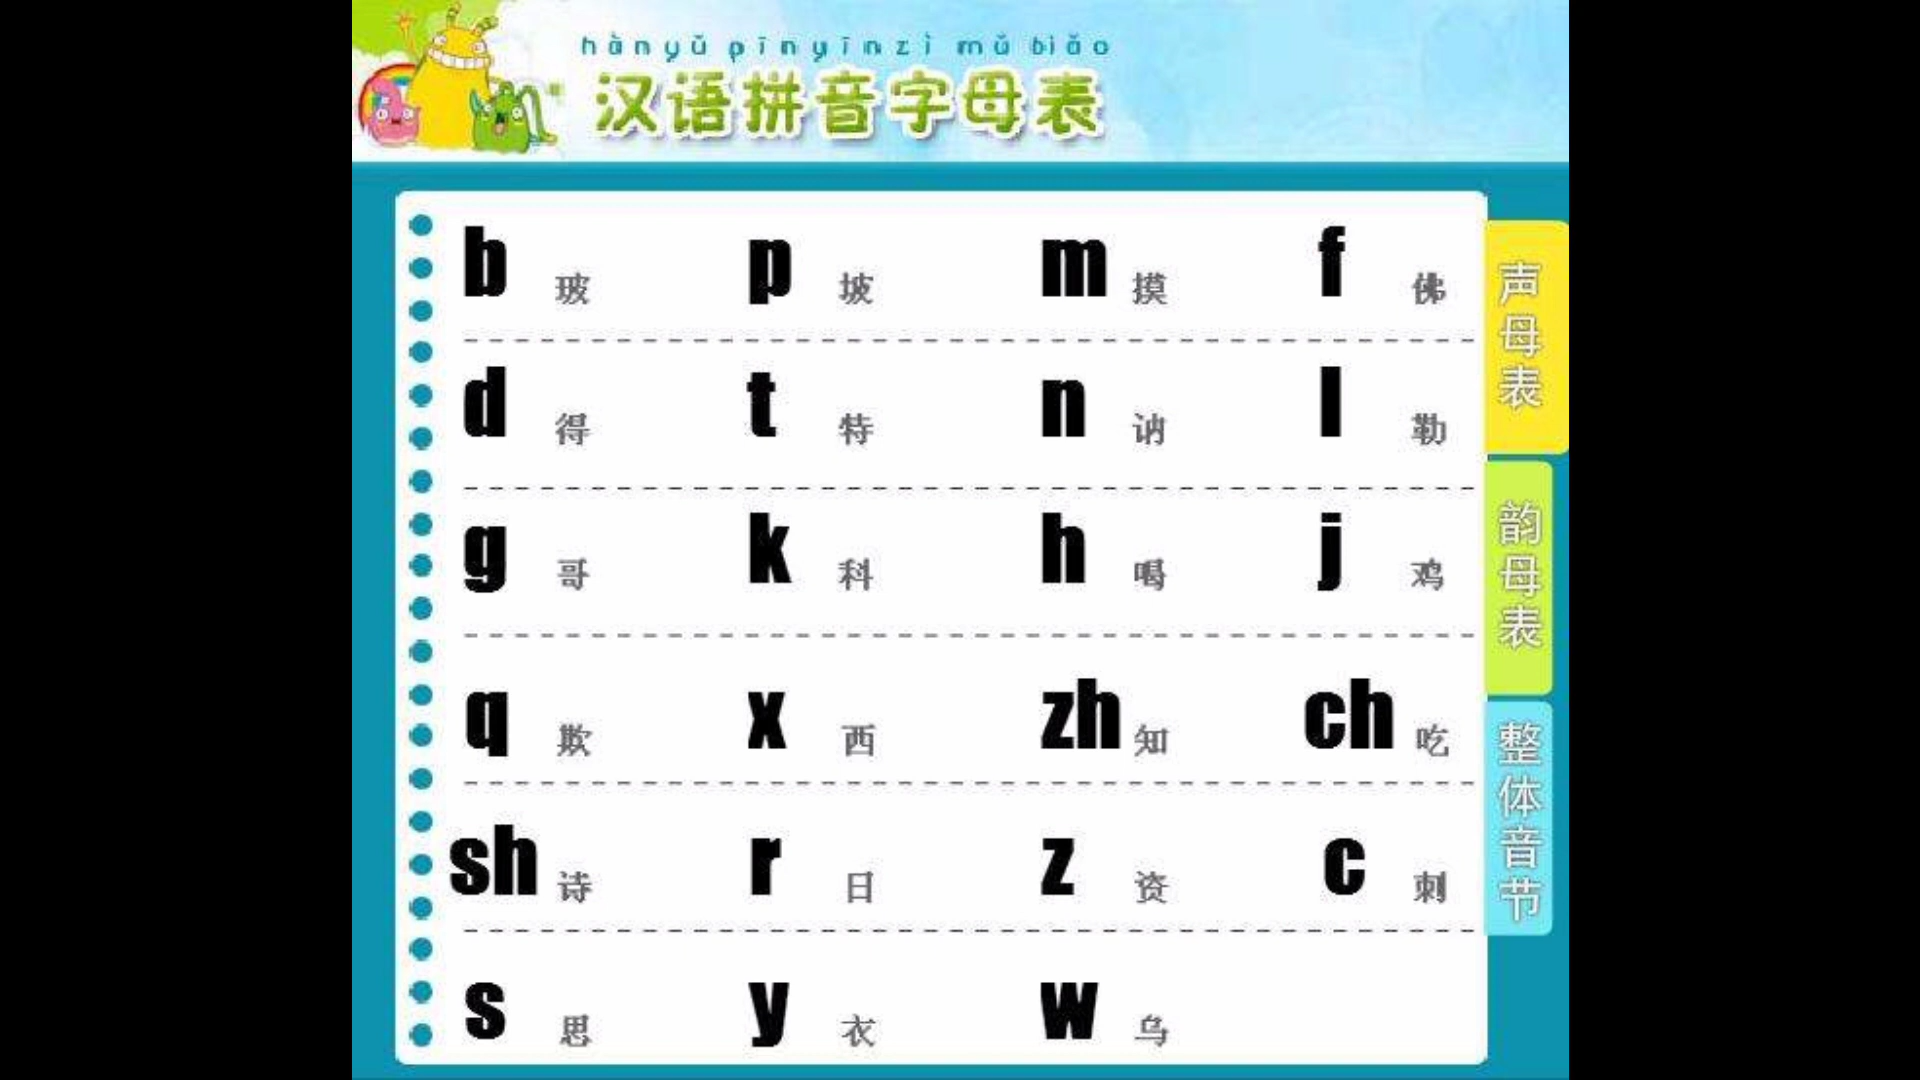 hànyǔ pīnyīnzì mǔ biǎo
汉语拼音字母表
b 玻 p 坡 m 摸 f 佛
d 得 t 特 n 讷 l 勒
g 哥 k 科 h 喝 j 鸡
q 欺 x 西 zh 知 ch 吃
sh 诗 r 日 z 资 c 刺
s 思 y 衣 w 乌
声母表
韵母表
整体音节